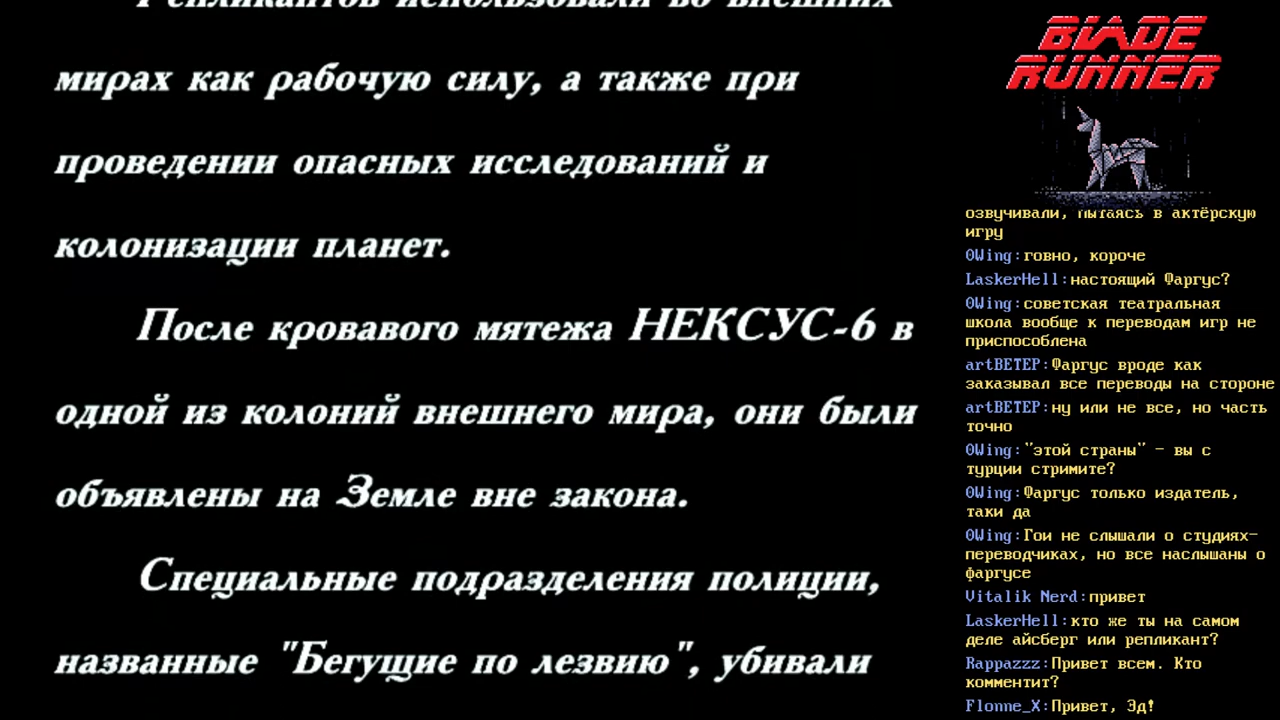 Репликантов использовали во внешних
мирах как рабочую силу, а также при
проведении опасных исследований и
колонизации планет.
После кровавого мятежа НЕКСУС-6 в
одной из колоний внешнего мира, они были
объявлены на Земле вне закона.
Специальные подразделения полиции,
названные "Бегущие по лезвию", убивали
BLADE
RUNNER
озвучивали, пытаясь в актёрскую
игру
0Wing:говно, короче
LaskerHell:настоящий Фаргус?
0Wing:советская театральная
школа вообще к переводам игр не
приспособлена
artBETEP:Фаргус вроде как
заказывал все переводы на стороне
artBETEP:ну или не все, но часть
точно
0Wing:"этой страны" - вы с
турции стримите?
0Wing:Фаргус только издатель,
таки да
0Wing:Гои не слышали о студиях-
переводчиках, но все наслышаны о
фаргусе
Vitalik Nerd:привет
LaskerHell:кто же ты на самом
деле айсберг или репликант?
Rappazzz:Привет всем. Кто
комментит?
Flonne_X:Привет, Эд!